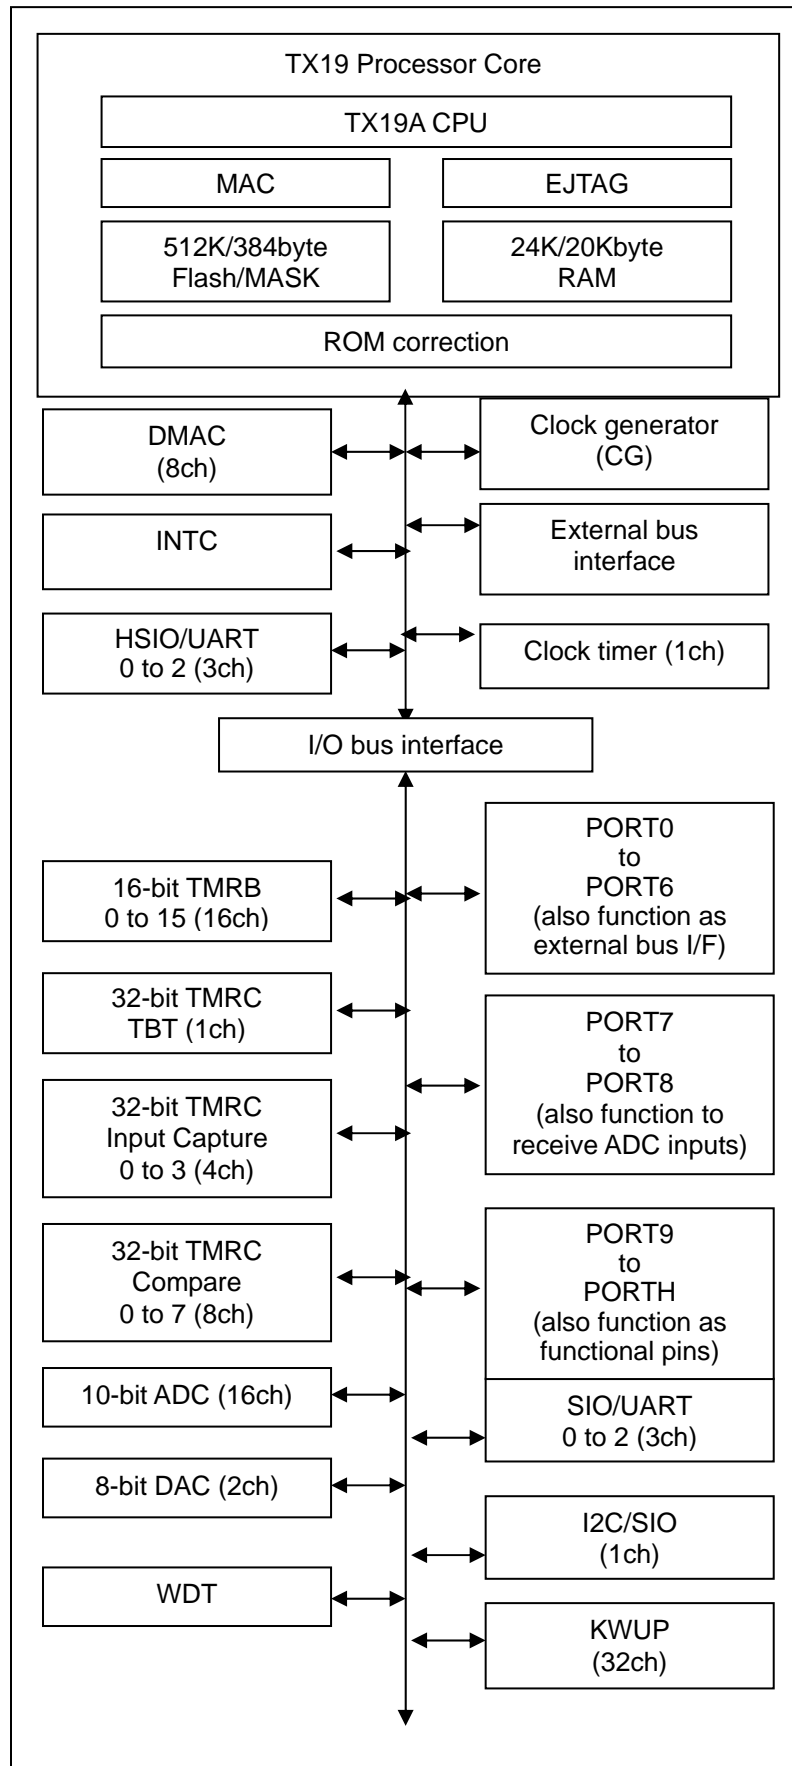 TX19 Processor Core
TX19A CPU
MAC
EJTAG
512K/384byte
Flash/MASK
24K/20Kbyte
RAM
ROM correction
DMAC
(8ch)
Clock generator
(CG)
INTC
External bus
interface
HSIO/UART
0 to 2 (3ch)
Clock timer (1ch)
I/O bus interface
16-bit TMRB
0 to 15 (16ch)
PORT0
to
PORT6
(also function as
external bus I/F)
32-bit TMRC
TBT (1ch)
PORT7
to
PORT8
(also function to
receive ADC inputs)
32-bit TMRC
Input Capture
0 to 3 (4ch)
32-bit TMRC
Compare
0 to 7 (8ch)
PORT9
to
PORTH
(also function as
functional pins)
10-bit ADC (16ch)
SIO/UART
0 to 2 (3ch)
8-bit DAC (2ch)
I2C/SIO
(1ch)
WDT
KWUP
(32ch)